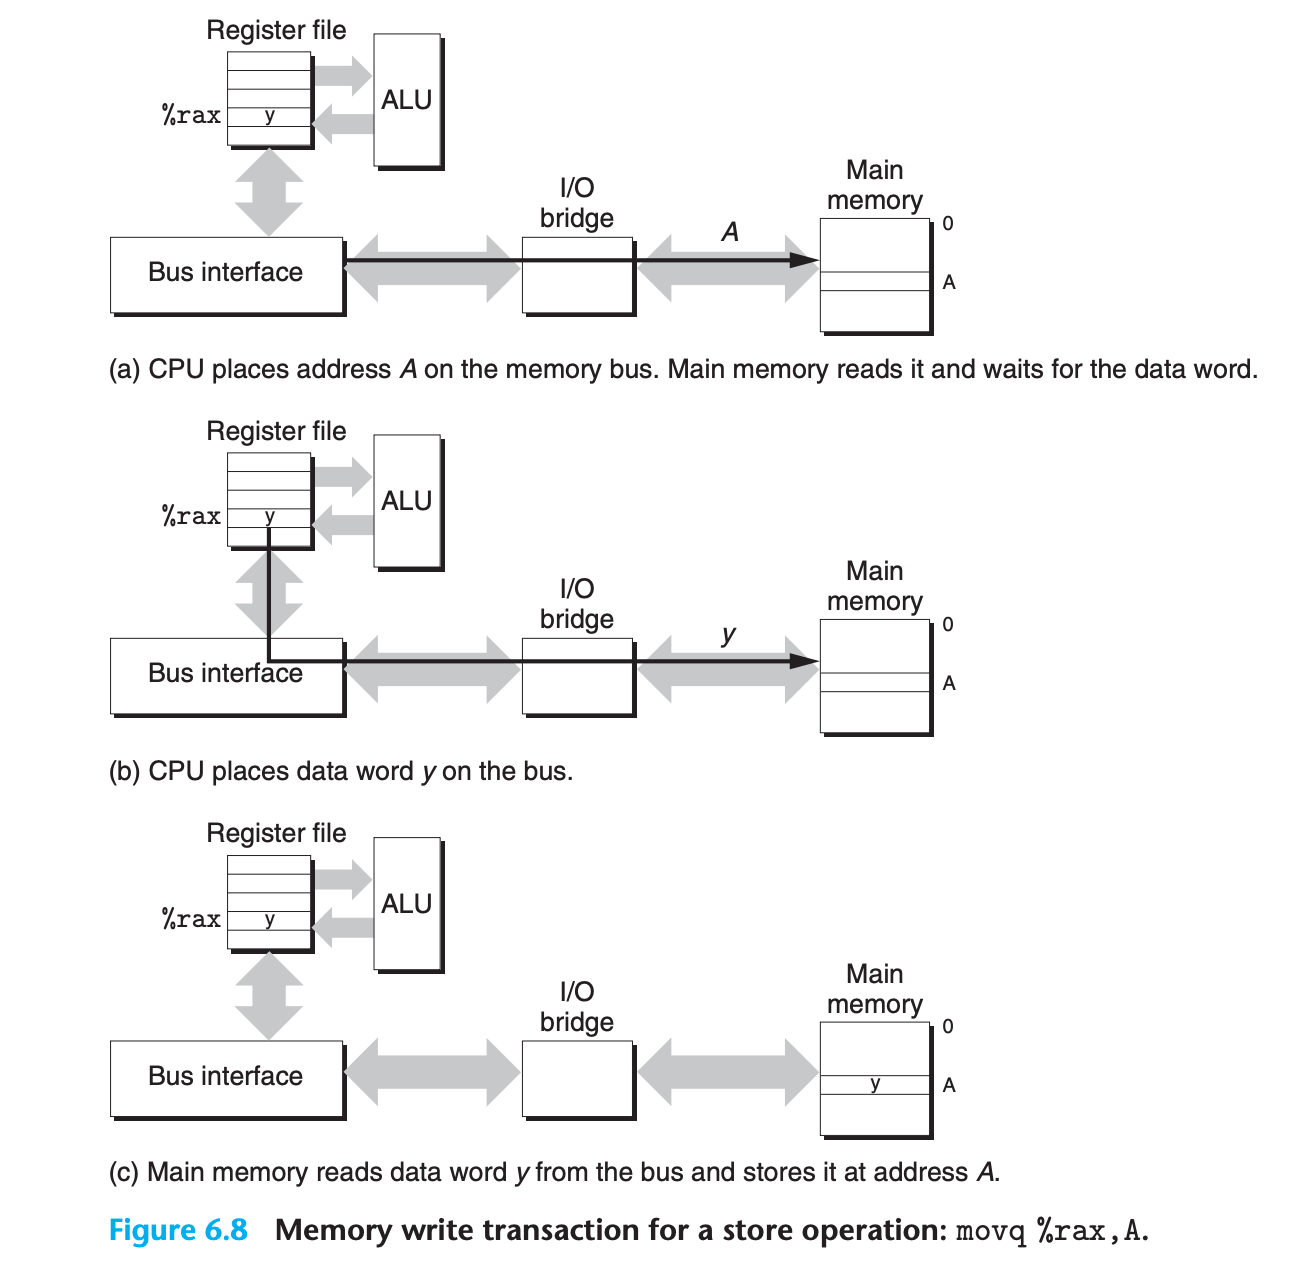 Register file
ALU
%rax
y
I/O
bridge
Main
memory
0
A
A
Bus interface
(a) CPU places address A on the memory bus. Main memory reads it and waits for the data word.
Register file
ALU
%rax
y
I/O
bridge
Main
memory
0
y
A
Bus interface
(b) CPU places data word y on the bus.
Register file
ALU
%rax
y
I/O
bridge
Main
memory
0
Bus interface
y
A
(c) Main memory reads data word y from the bus and stores it at address A.
Figure 6.8 Memory write transaction for a store operation: movq %rax,A.